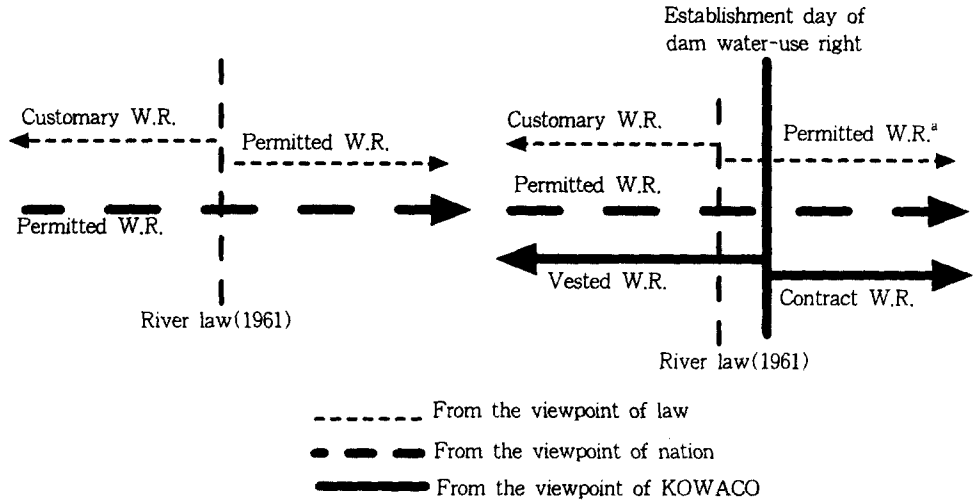 Establishment day of
dam water-use right
Customary W.R.
Permitted W.R.
Permitted W.R.
River law(1961)
Customary W.R.
Permitted W.R.ᵃ
Permitted W.R.
Vested W.R.
Contract W.R.
River law(1961)
From the viewpoint of law
From the viewpoint of nation
From the viewpoint of KOWACO